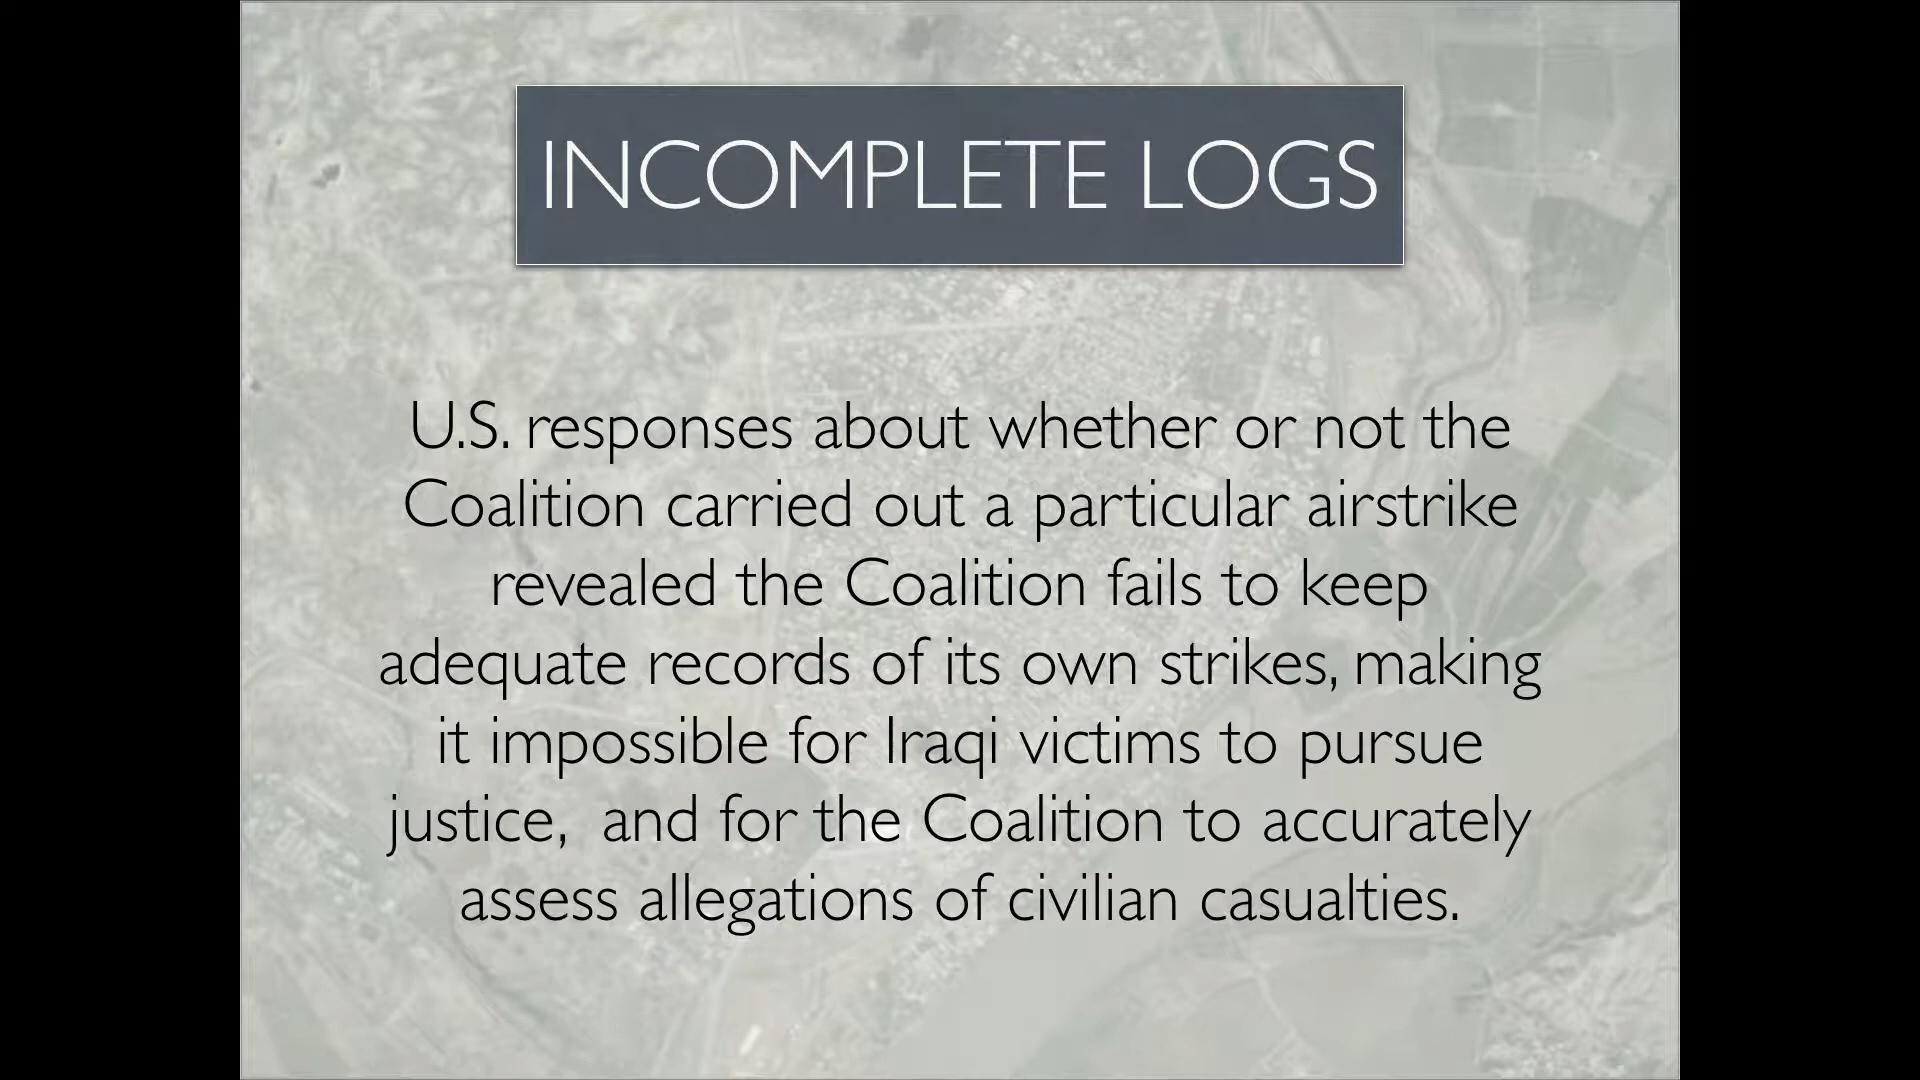 INCOMPLETE LOGS
U.S. responses about whether or not the
Coalition carried out a particular airstrike
revealed the Coalition fails to keep
adequate records of its own strikes, making
it impossible for Iraqi victims to pursue
justice,  and for the Coalition to accurately
assess allegations of civilian casualties.